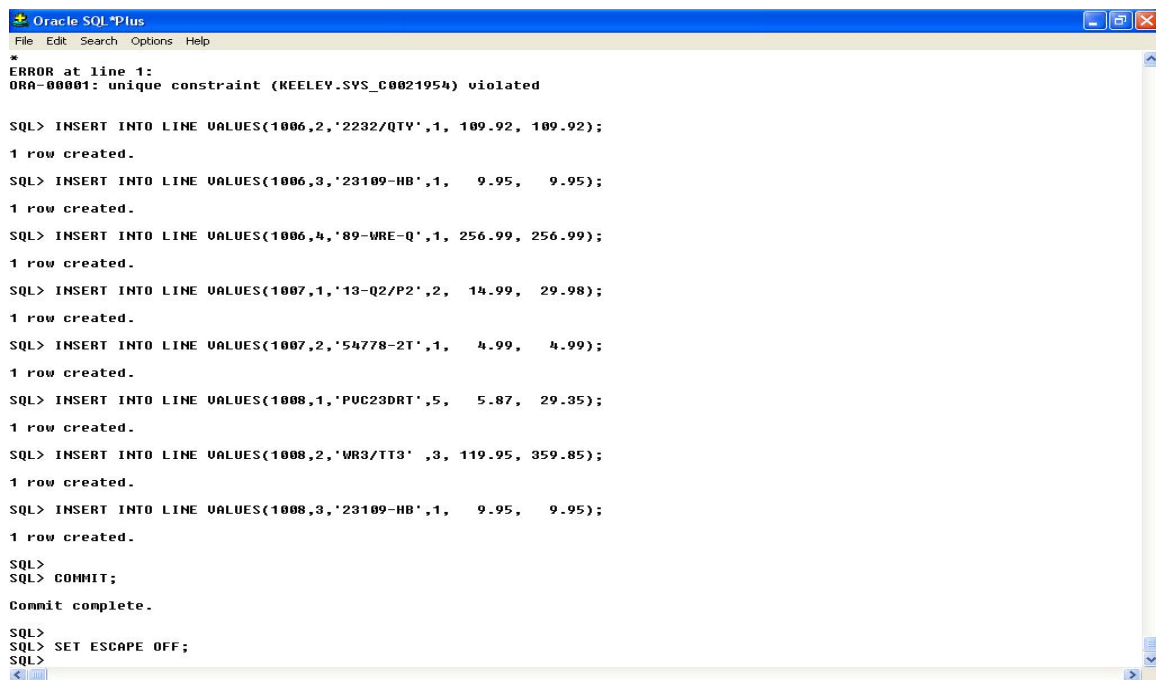 Oracle SQL*Plus
File Edit Search Options Help
*
ERROR at line 1:
ORA-00001: unique constraint (KEELEY.SYS_C0021954) violated
SQL> INSERT INTO LINE VALUES(1006,2,'2232/QTY',1, 109.92, 109.92);
1 row created.
SQL> INSERT INTO LINE VALUES(1006,3,'23109-HB',1,   9.95,   9.95);
1 row created.
SQL> INSERT INTO LINE VALUES(1006,4,'89-WRE-Q',1, 256.99, 256.99);
1 row created.
SQL> INSERT INTO LINE VALUES(1007,1,'13-Q2/P2',2,  14.99,  29.98);
1 row created.
SQL> INSERT INTO LINE VALUES(1007,2,'54778-2T',1,   4.99,   4.99);
1 row created.
SQL> INSERT INTO LINE VALUES(1008,1,'PVC23DRT',5,   5.87,  29.35);
1 row created.
SQL> INSERT INTO LINE VALUES(1008,2,'WR3/TT3' ,3, 119.95, 359.85);
1 row created.
SQL> INSERT INTO LINE VALUES(1008,3,'23109-HB',1,   9.95,   9.95);
1 row created.
SQL>
SQL> COMMIT;
Commit complete.
SQL>
SQL> SET ESCAPE OFF;
SQL>